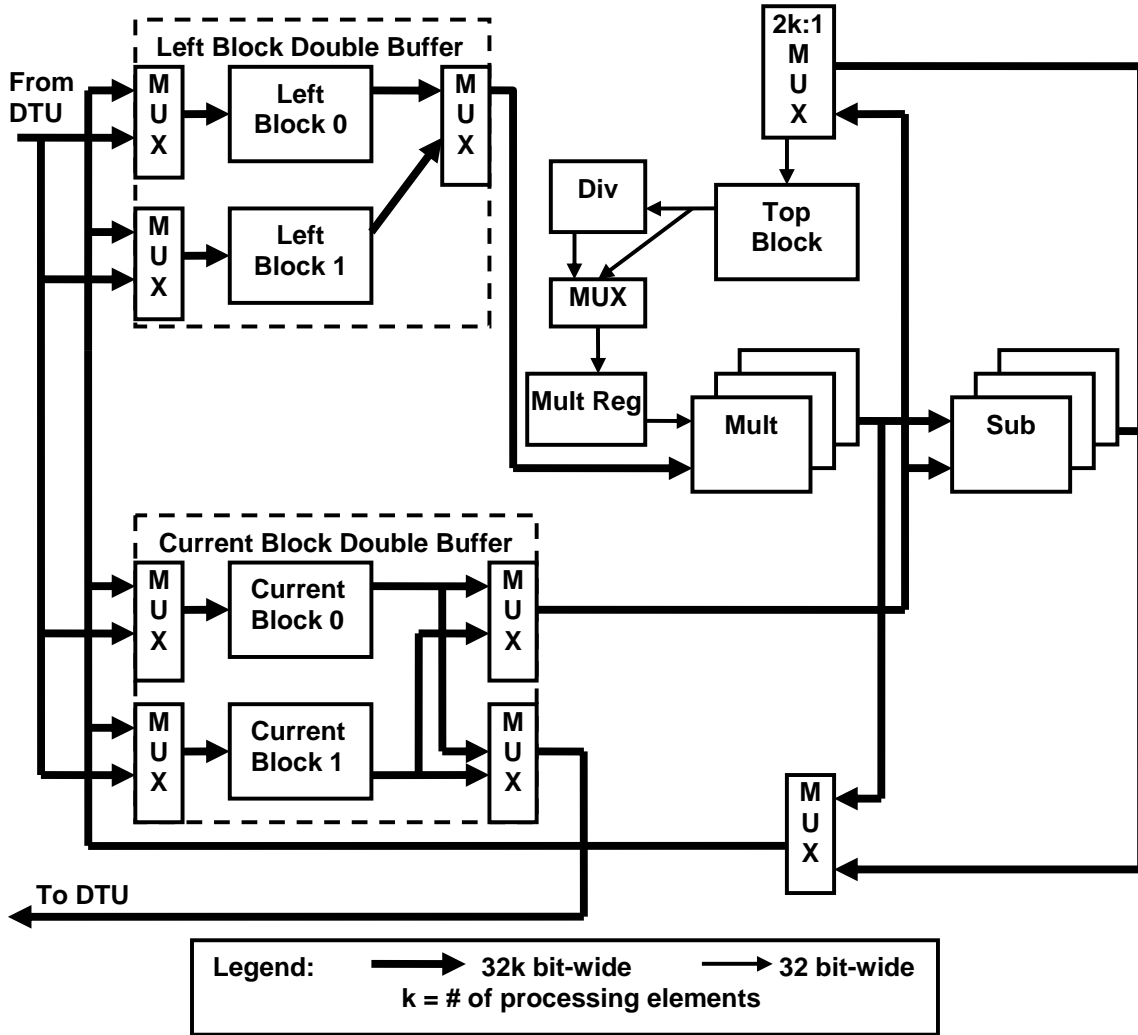 Left Block Double Buffer
From
DTU
M
U
X
Left
Block 0
M
U
X
M
U
X
Left
Block 1
2k:1
M
U
X
Div
Top
Block
MUX
Mult Reg
Mult
Sub
Current Block Double Buffer
M
U
X
Current
Block 0
M
U
X
M
U
X
Current
Block 1
M
U
X
M
U
X
To DTU
Legend:
32k bit-wide
32 bit-wide
k = # of processing elements